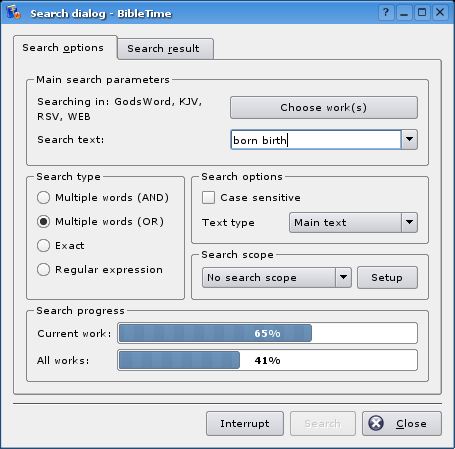 Search dialog - BibleTime
Search options
Search result
Main search parameters
Searching in: GodsWord, KJV,
RSV, WEB
Choose work(s)
Search text:
born birth
Search type
Multiple words (AND)
Multiple words (OR)
Exact
Regular expression
Search options
Case sensitive
Text type
Main text
Search scope
No search scope
Setup
Search progress
Current work:
65%
All works:
41%
Interrupt
Search
Close